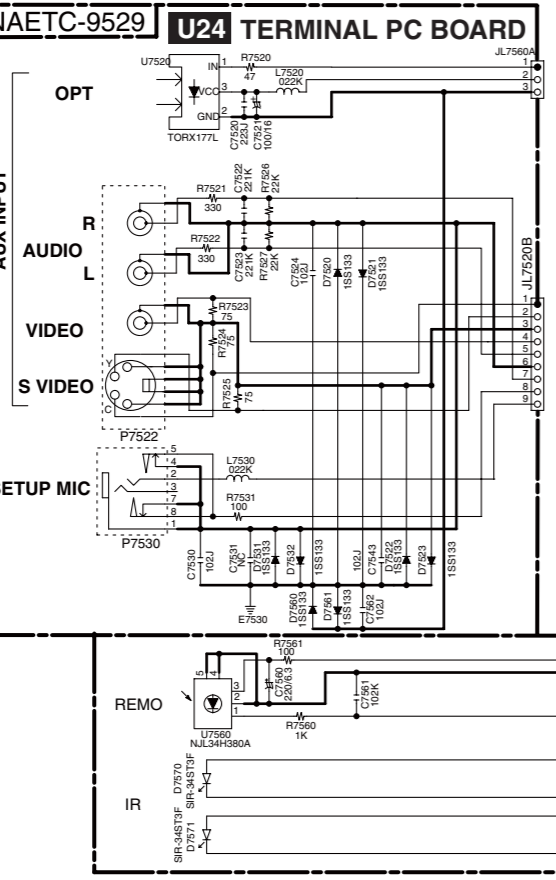 NAETC-9529
U24 TERMINAL PC BOARD
JL7560A
1
2
3
U7520
IN
1
VCC
3
GND
2
TORX177L
R7520
47
L7520
022K
C7520
223J
C7521
100/16
OPT
AUX INPUT
R
AUDIO
L
VIDEO
S VIDEO
Y
C
P7522
R7521
330
R7522
330
C7522
221K
R7526
22K
C7523
221K
R7527
22K
C7524
102J
D7520
1SS133
D7521
1SS133
R7523
75
R7524
75
R7525
75
JL7520B
1
2
3
4
5
6
7
8
9
SETUP MIC
P7530
5
4
2
3
7
8
1
L7530
022K
R7531
100
C7530
102J
C7531
NC
D7531
1SS133
D7532
1SS133
102J
C7543
D7522
1SS133
D7523
1SS133
E7530
D7560
1SS133
D7561
1SS133
C7562
102J
REMO
5
4
3
2
1
U7560
NJL34H380A
R7561
100
C7560
220/6.3
R7560
1K
C7561
102K
IR
D7570
SIR-34ST3F
SIR-34ST3F
D7571